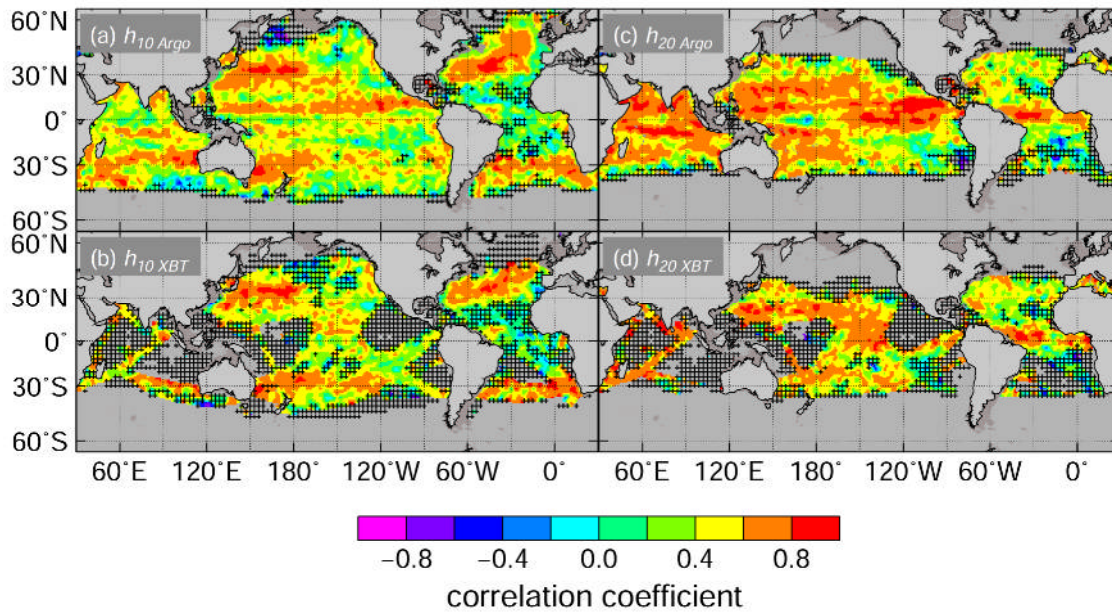 (a) h10 Argo
(c) h20 Argo
60˚N
30˚N
0˚
30˚S
60˚S
(b) h10 XBT
(d) h20 XBT
60˚N
30˚N
0˚
30˚S
60˚S
60˚E 120˚E 180˚ 120˚W 60˚W 0˚ 60˚E 120˚E 180˚ 120˚W 60˚W 0˚
−0.8 −0.4 0.0 0.4 0.8
correlation coefficient